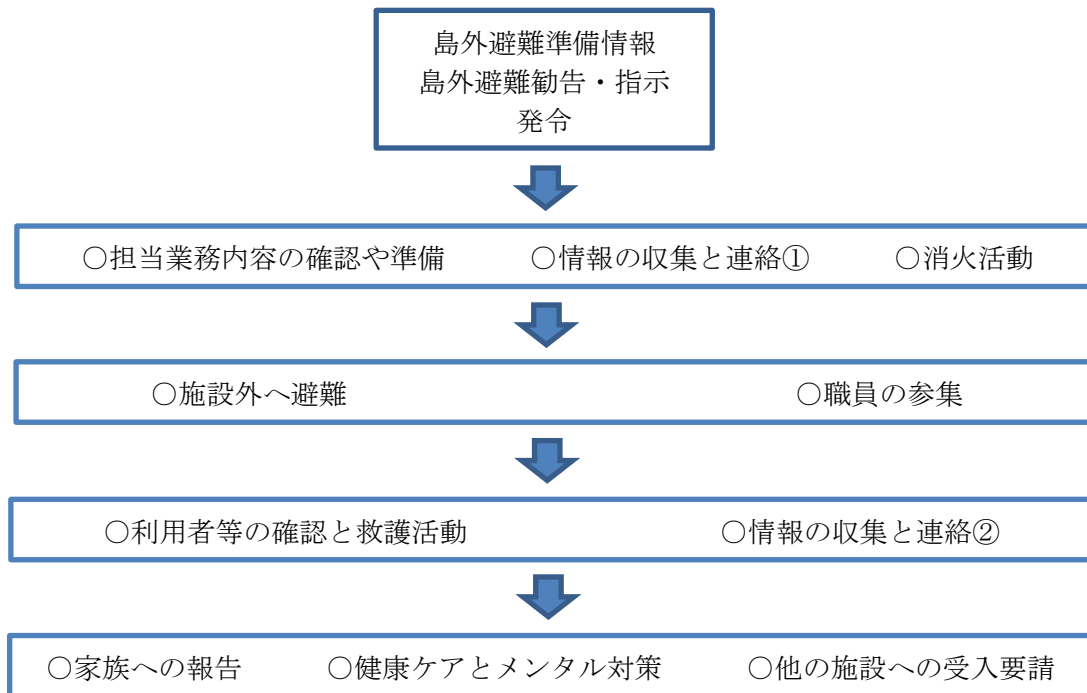 島外避難準備情報
島外避難勧告・指示
発令
○担当業務内容の確認や準備 ○情報の収集と連絡① ○消火活動
○施設外へ避難 ○職員の参集
○利用者等の確認と救護活動 ○情報の収集と連絡②
○家族への報告 ○健康ケアとメンタル対策 ○他の施設への受入要請